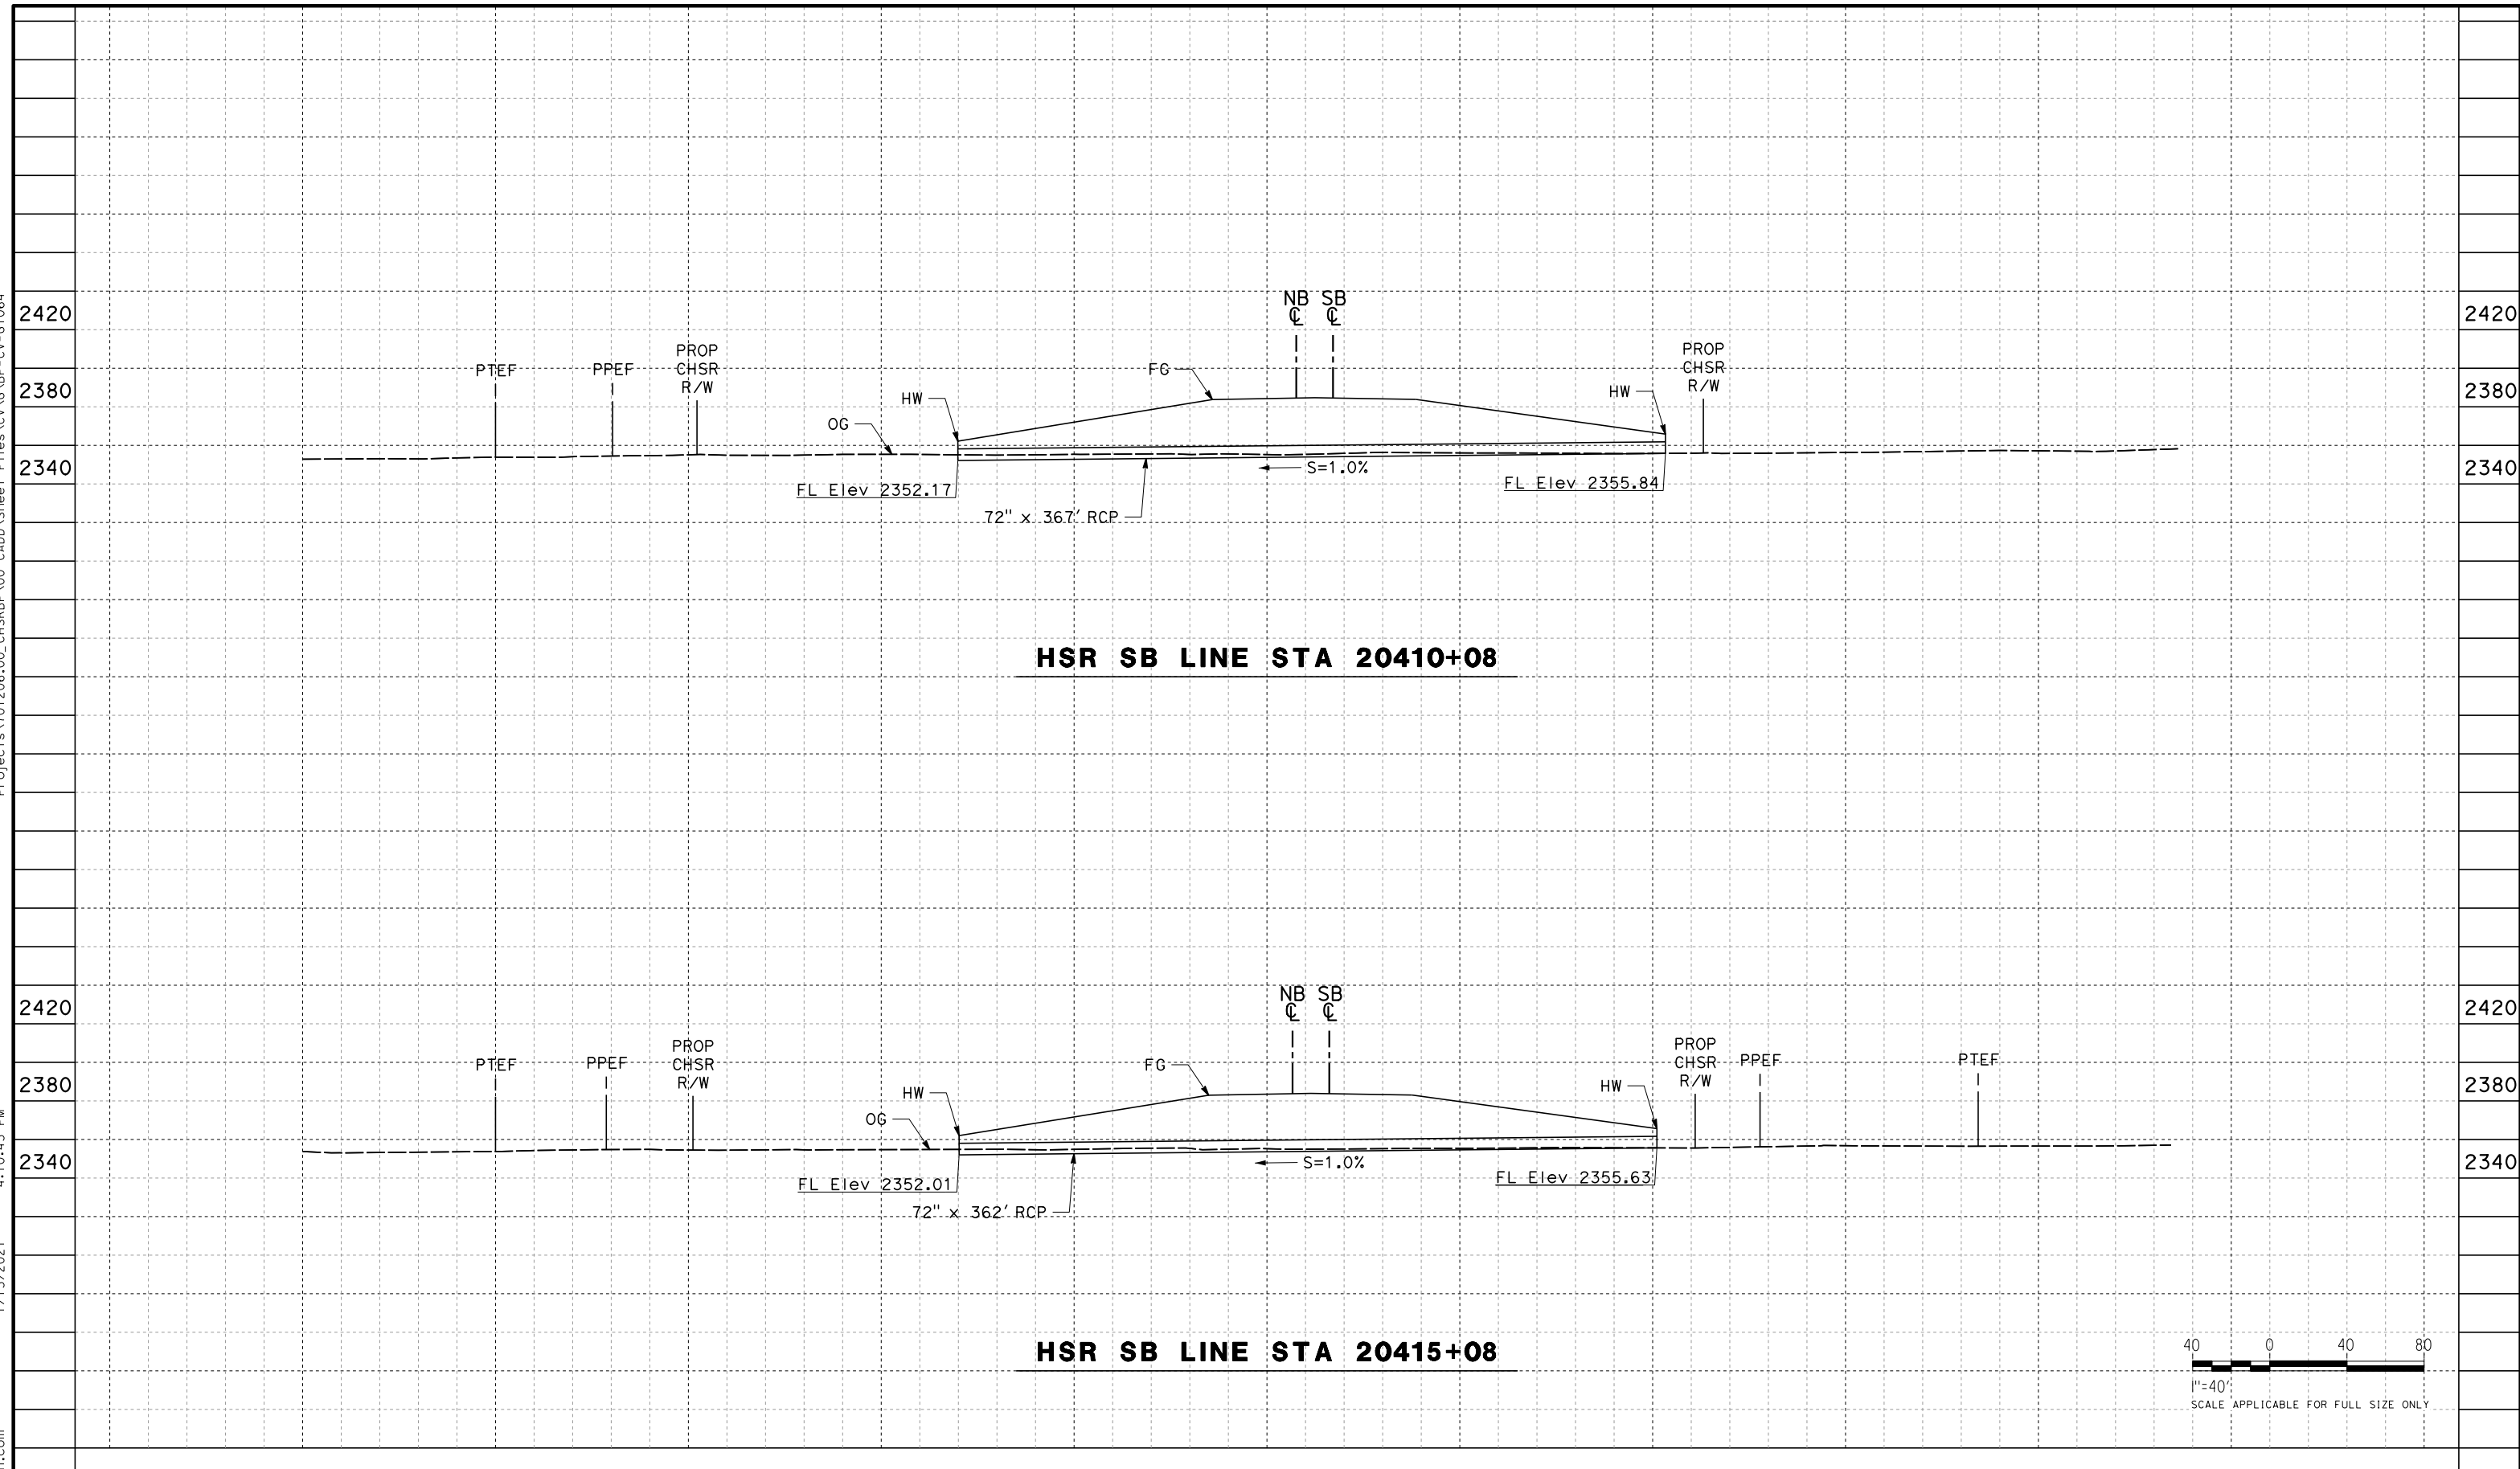 2420
2380
2340
NB SB
℄ ℄
PTEF
PPEF
PROP
CHSR
R/W
OG
HW
FG
HW
PROP
CHSR
R/W
FL Elev 2352.17
S=1.0%
FL Elev 2355.84
72" x 367' RCP
2420
2380
2340
HSR SB LINE STA 20410+08
2420
2380
2340
NB SB
℄ ℄
PTEF
PPEF
PROP
CHSR
R/W
OG
HW
FG
HW
PROP
CHSR
R/W
PPEF
PTEF
FL Elev 2352.01
S=1.0%
FL Elev 2355.63
72" x 362' RCP
2420
2380
2340
HSR SB LINE STA 20415+08
40 0 40 80
1"=40'
SCALE APPLICABLE FOR FULL SIZE ONLY